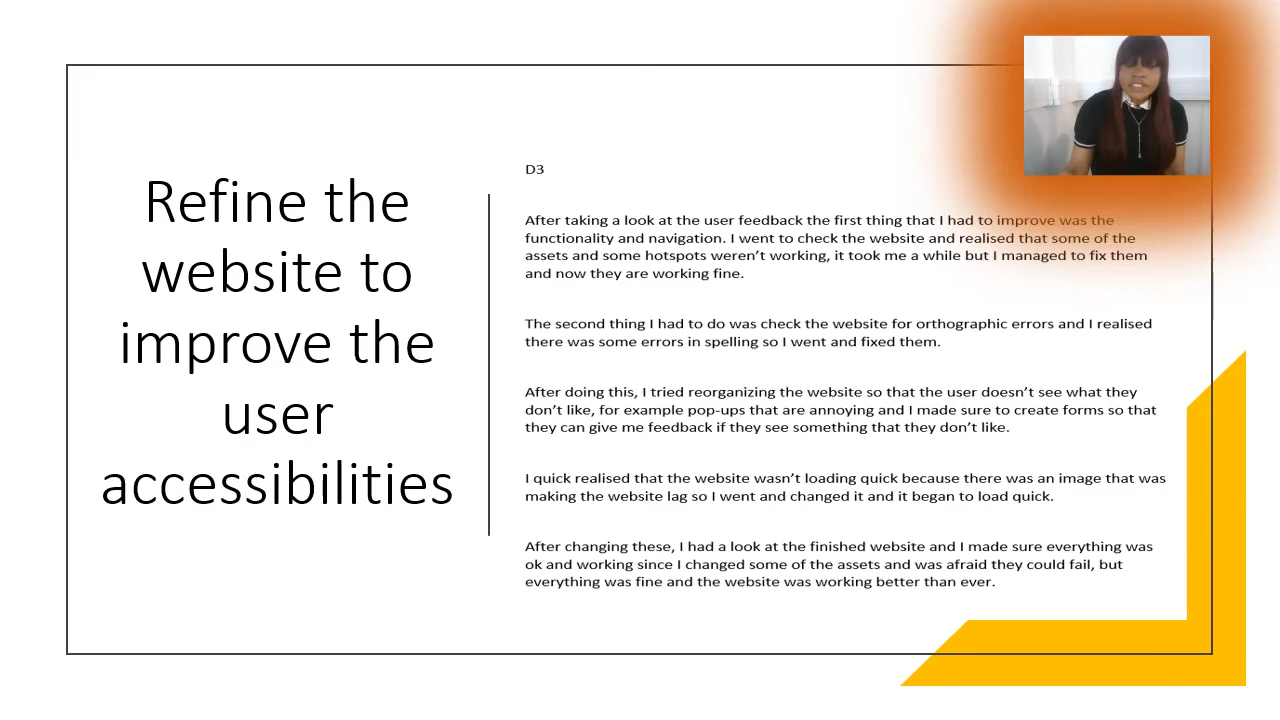 Refine the
website to
improve the
user
accessibilities
D3
After taking a look at the user feedback the first thing that I had to improve was the
functionality and navigation. I went to check the website and realised that some of the
assets and some hotspots weren’t working, it took me a while but I managed to fix them
and now they are working fine.
The second thing I had to do was check the website for orthographic errors and I realised
there was some errors in spelling so I went and fixed them.
After doing this, I tried reorganizing the website so that the user doesn’t see what they
don’t like, for example pop-ups that are annoying and I made sure to create forms so that
they can give me feedback if they see something that they don’t like.
I quick realised that the website wasn’t loading quick because there was an image that was
making the website lag so I went and changed it and it began to load quick.
After changing these, I had a look at the finished website and I made sure everything was
ok and working since I changed some of the assets and was afraid they could fail, but
everything was fine and the website was working better than ever.